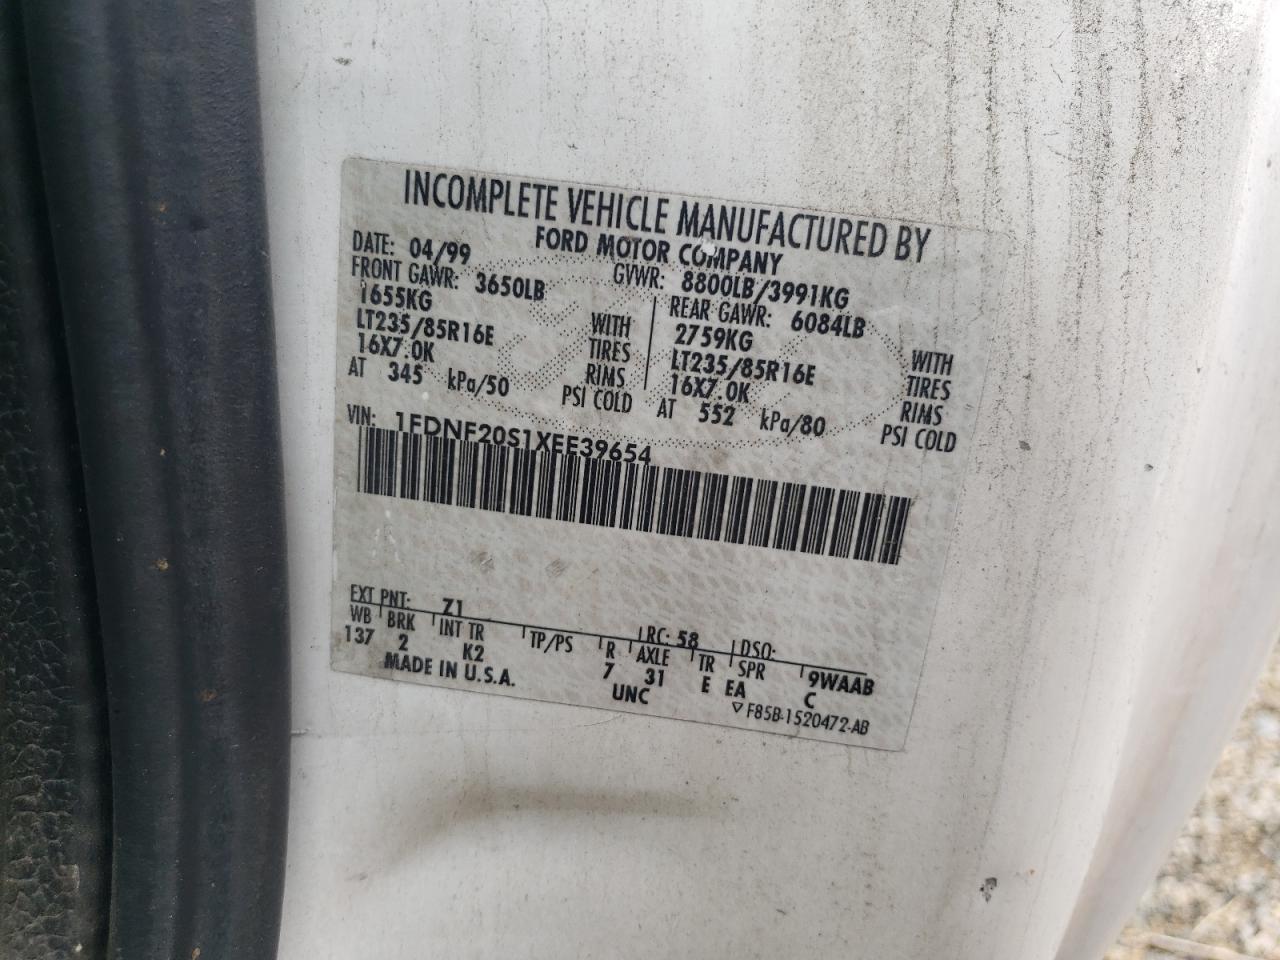 INCOMPLETE VEHICLE MANUFACTURED BY
FORD MOTOR COMPANY
DATE: 04/99 GVWR: 8800LB/3991KG
FRONT GAWR: 3650LB REAR GAWR: 6084LB
1655KG WITH 2759KG WITH
LT235/85R16E TIRES LT235/85R16E TIRES
16X7.0K RIMS 16X7.0K RIMS
AT 345 kPa/50 PSI COLD AT 552 kPa/80 PSI COLD
VIN: 1FDNF20S1XEE39654
EXT PNT: Z1 RC: 58 DSO:
WB BRK INT TR TP/PS R AXLE TR SPR 9WAAB
137 2 K2 7 31 E EA C
MADE IN U.S.A. UNC ▽F85B-1520472-AB